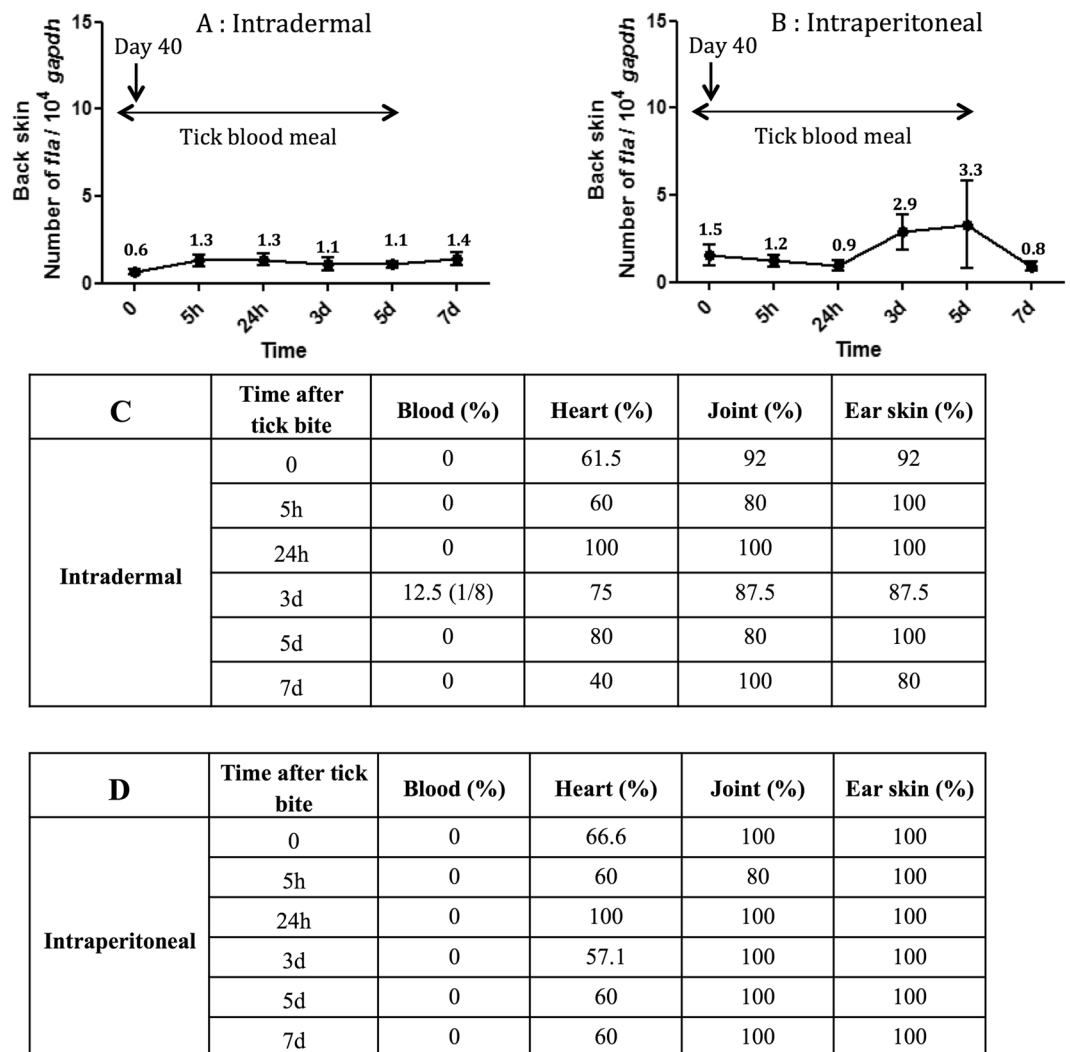 A : Intradermal
15
10
5
0
Back skin
Number of fla / 10⁴ gapdh
Day 40
Tick blood meal
0.6
1.3
1.3
1.1
1.1
1.4
0
5h
24h
3d
5d
7d
Time
B : Intraperitoneal
15
10
5
0
Back skin
Number of fla / 10⁴ gapdh
Day 40
Tick blood meal
1.5
1.2
0.9
2.9
3.3
0.8
0
5h
24h
3d
5d
7d
Time
C Time after tick bite Blood (%) Heart (%) Joint (%) Ear skin (%)
Intradermal
0 0 61.5 92 92
5h 0 60 80 100
24h 0 100 100 100
3d 12.5 (1/8) 75 87.5 87.5
5d 0 80 80 100
7d 0 40 100 80
D Time after tick bite Blood (%) Heart (%) Joint (%) Ear skin (%)
Intraperitoneal
0 0 66.6 100 100
5h 0 60 80 100
24h 0 100 100 100
3d 0 57.1 100 100
5d 0 60 100 100
7d 0 60 100 100